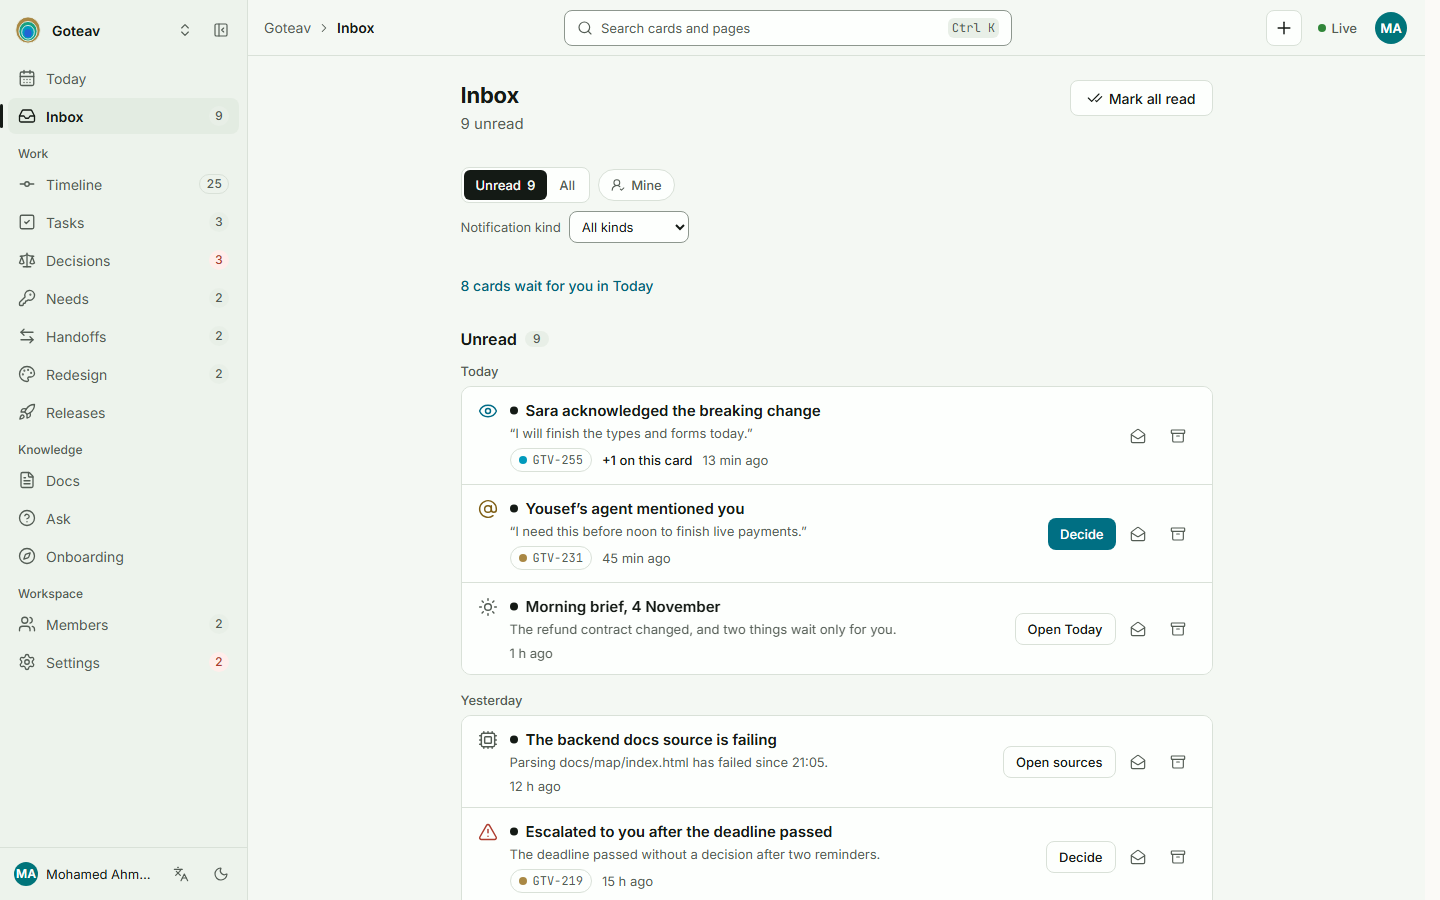 Goteav
Today
Inbox 9
Work
Timeline 25
Tasks 3
Decisions 3
Needs 2
Handoffs 2
Redesign 2
Releases
Knowledge
Docs
Ask
Onboarding
Workspace
Members 2
Settings 2
MA Mohamed Ahm...
Goteav > Inbox
Search cards and pages Ctrl K
Live
MA
Inbox
9 unread
Mark all read
Unread 9 All Mine
Notification kind All kinds
8 cards wait for you in Today
Unread 9
Today
Sara acknowledged the breaking change
“I will finish the types and forms today.”
GTV-255 +1 on this card 13 min ago
Yousef’s agent mentioned you
“I need this before noon to finish live payments.”
GTV-231 45 min ago
Decide
Morning brief, 4 November
The refund contract changed, and two things wait only for you.
1 h ago
Open Today
Yesterday
The backend docs source is failing
Parsing docs/map/index.html has failed since 21:05.
12 h ago
Open sources
Escalated to you after the deadline passed
The deadline passed without a decision after two reminders.
GTV-219 15 h ago
Decide